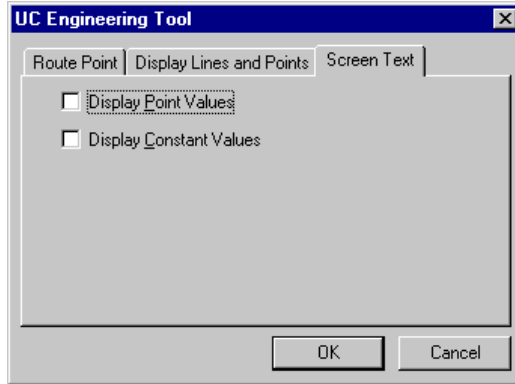 UC Engineering Tool
Route Point Display Lines and Points Screen Text
Display Point Values
Display Constant Values
OK Cancel